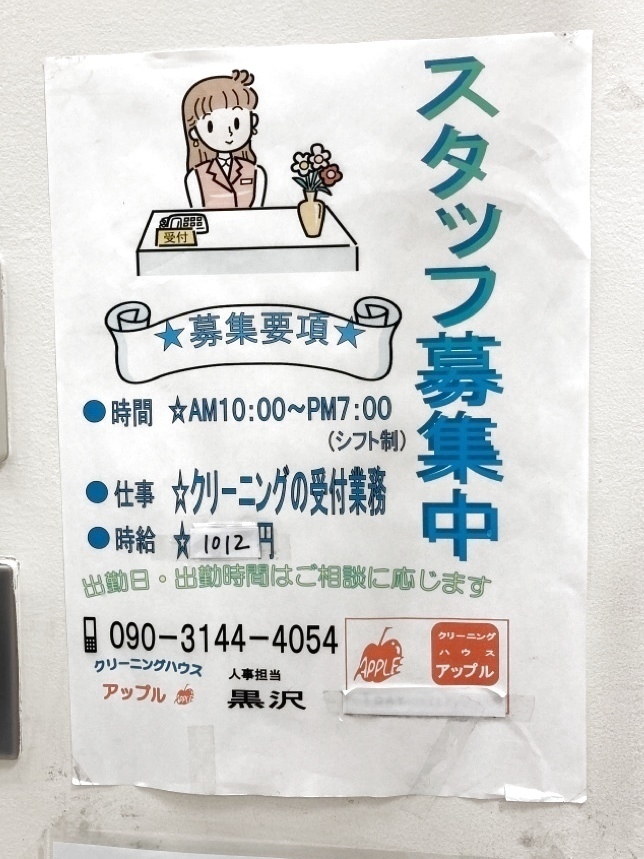 スタッフ募集中
受付
★募集要項★
●時間 ☆AM10:00～PM7:00
(シフト制)
●仕事 ☆クリーニングの受付業務
●時給 ☆1012円
出勤日・出勤時間はご相談に応じます
090-3144-4054
クリーニングハウス
アップル APPLE
人事担当
黒沢
APPLE
クリーニング
ハウス
アップル